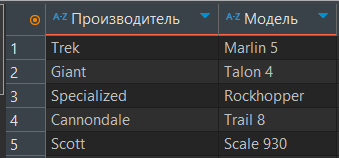 A-Z Производитель A-Z Модель
1 Trek Marlin 5
2 Giant Talon 4
3 Specialized Rockhopper
4 Cannondale Trail 8
5 Scott Scale 930